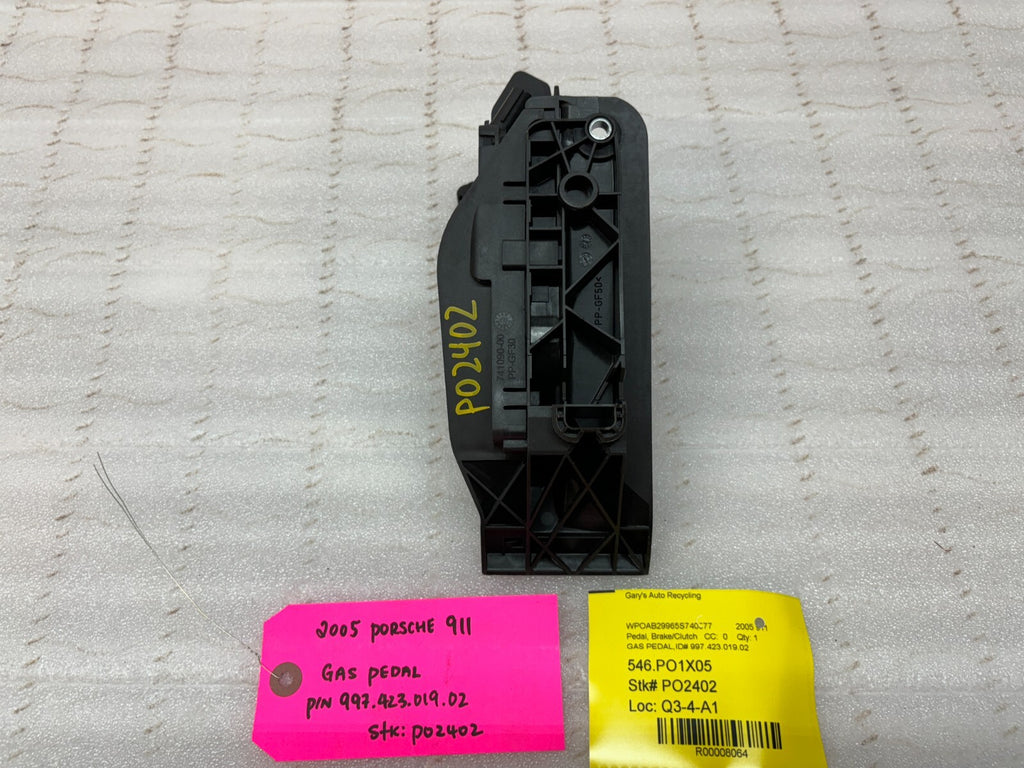 PO2402
741090-00
PP-GF30
PP-GF50<
2005 PORSCHE 911
GAS PEDAL
P/N 997.423.019.02
Stk: PO2402
Gary's Auto Recycling
2005
Pedal, Brake/Clutch CC: 0 Qty: 1
GAS PEDAL,ID# 997.423.019.02
546.PO1X05
Stk# PO2402
Loc: Q3-4-A1
R00008064